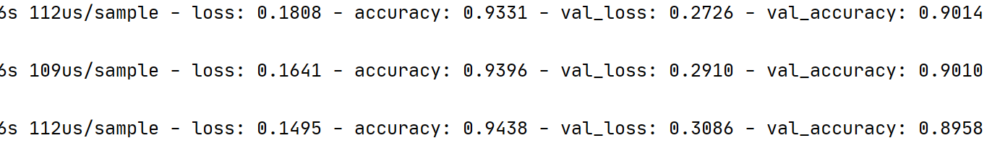 6s 112us/sample - loss: 0.1808 - accuracy: 0.9331 - val_loss: 0.2726 - val_accuracy: 0.9014
6s 109us/sample - loss: 0.1641 - accuracy: 0.9396 - val_loss: 0.2910 - val_accuracy: 0.9010
6s 112us/sample - loss: 0.1495 - accuracy: 0.9438 - val_loss: 0.3086 - val_accuracy: 0.8958